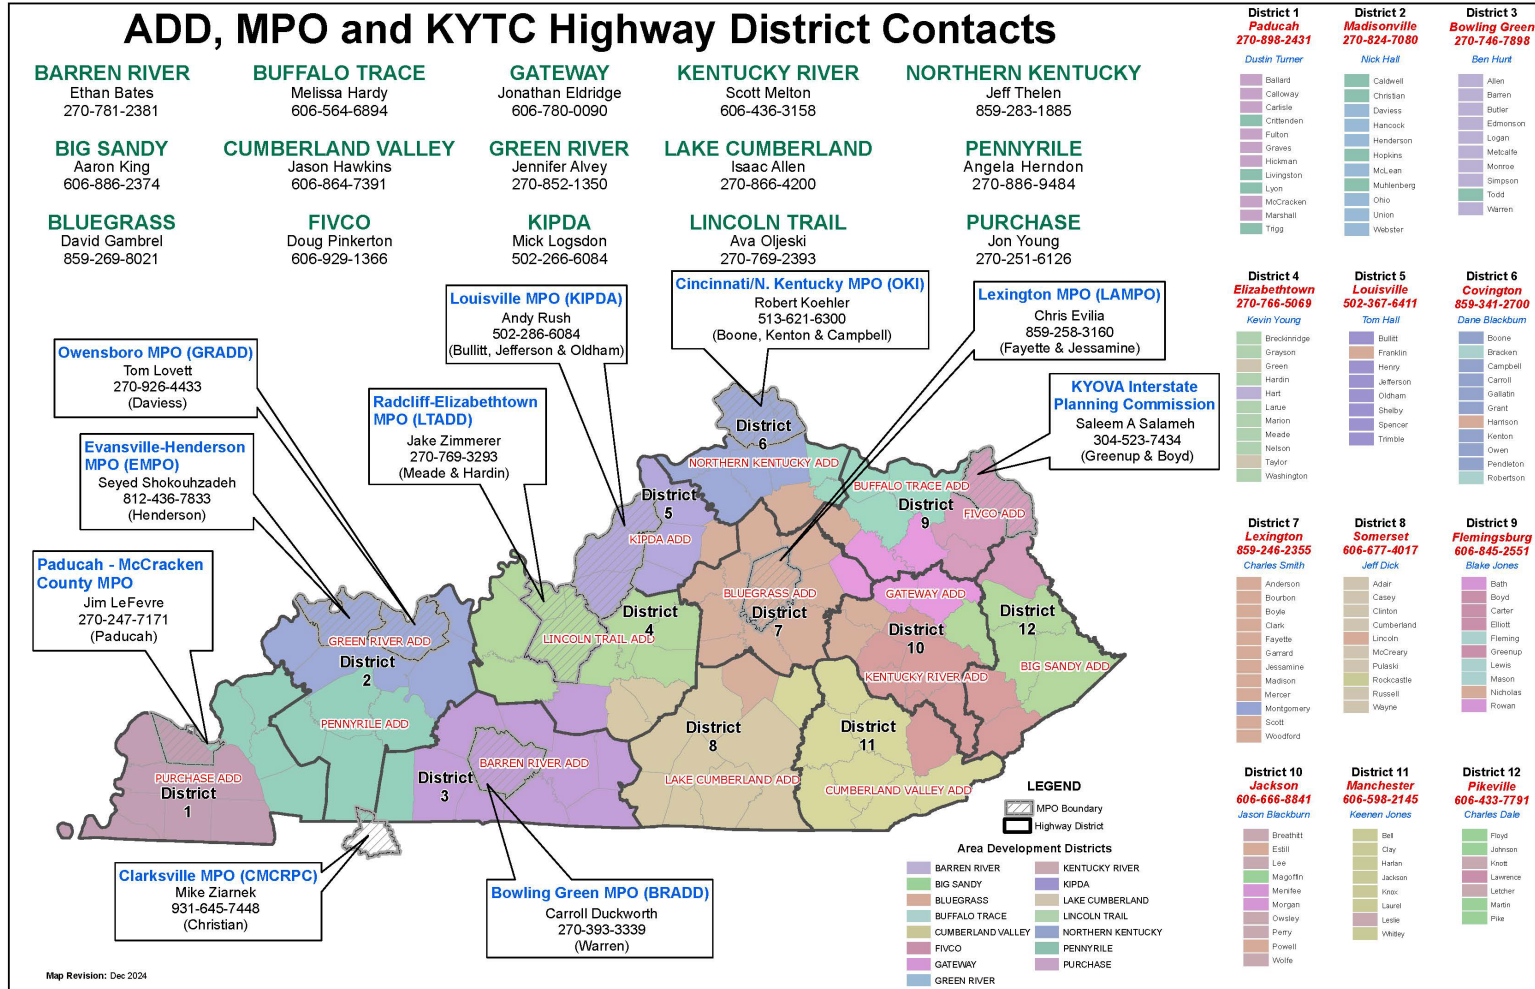 ADD, MPO and KYTC Highway District Contacts
BARREN RIVER
Ethan Bates
270-781-2381
BUFFALO TRACE
Melissa Hardy
606-564-6894
GATEWAY
Jonathan Eldridge
606-780-0090
KENTUCKY RIVER
Scott Melton
606-436-3158
NORTHERN KENTUCKY
Jeff Thelen
859-283-1885
BIG SANDY
Aaron King
606-886-2374
CUMBERLAND VALLEY
Jason Hawkins
606-864-7391
GREEN RIVER
Jennifer Alvey
270-852-1350
LAKE CUMBERLAND
Isaac Allen
270-866-4200
PENNYRILE
Angela Herndon
270-886-9484
BLUEGRASS
David Gambrel
859-269-8021
FIVCO
Doug Pinkerton
606-929-1366
KIPDA
Mick Logsdon
502-266-6084
LINCOLN TRAIL
Ava Oljeski
270-769-2393
PURCHASE
Jon Young
270-251-6126
Louisville MPO (KIPDA)
Andy Rush
502-286-6084
(Bullitt, Jefferson & Oldham)
Cincinnati/N. Kentucky MPO (OKI)
Robert Koehler
513-621-6300
(Boone, Kenton & Campbell)
Lexington MPO (LAMPO)
Chris Evilia
859-258-3160
(Fayette & Jessamine)
Owensboro MPO (GRADD)
Tom Lovett
270-926-4433
(Daviess)
Radcliff-Elizabethtown
MPO (LTADD)
Jake Zimmerer
270-769-3293
(Meade & Hardin)
KYOVA Interstate
Planning Commission
Saleem A Salameh
304-523-7434
(Greenup & Boyd)
Evansville-Henderson
MPO (EMPO)
Seyed Shokouhzadeh
812-436-7833
(Henderson)
Paducah - McCracken
County MPO
Jim LeFevre
270-247-7171
(Paducah)
Clarksville MPO (CMCRPC)
Mike Ziarnek
931-645-7448
(Christian)
Bowling Green MPO (BRADD)
Carroll Duckworth
270-393-3339
(Warren)
District
6
NORTHERN KENTUCKY ADD
BUFFALO TRACE ADD
District
9
FIVCO ADD
District
5
KIPDA ADD
BLUEGRASS ADD
District
7
GATEWAY ADD
District
4
LINCOLN TRAIL ADD
District
10
District
12
BIG SANDY ADD
KENTUCKY RIVER ADD
GREEN RIVER ADD
District
2
PENNYRILE ADD
District
8
LAKE CUMBERLAND ADD
District
11
CUMBERLAND VALLEY ADD
BARREN RIVER ADD
District
3
PURCHASE ADD
District
1
LEGEND
MPO Boundary
Highway District
Area Development Districts
BARREN RIVER
BIG SANDY
BLUEGRASS
BUFFALO TRACE
CUMBERLAND VALLEY
FIVCO
GATEWAY
GREEN RIVER
KENTUCKY RIVER
KIPDA
LAKE CUMBERLAND
LINCOLN TRAIL
NORTHERN KENTUCKY
PENNYRILE
PURCHASE
Map Revision: Dec 2024
District 1
Paducah
270-898-2431
Dustin Turner
Ballard
Calloway
Carlisle
Crittenden
Fulton
Graves
Hickman
Livingston
Lyon
McCracken
Marshall
Trigg
District 2
Madisonville
270-824-7080
Nick Hall
Caldwell
Christian
Daviess
Hancock
Henderson
Hopkins
McLean
Muhlenberg
Ohio
Union
Webster
District 3
Bowling Green
270-746-7898
Ben Hunt
Allen
Barren
Butler
Edmonson
Logan
Metcalfe
Monroe
Simpson
Todd
Warren
District 4
Elizabethtown
270-766-5069
Kevin Young
Breckinridge
Grayson
Green
Hardin
Hart
Larue
Marion
Meade
Nelson
Taylor
Washington
District 5
Louisville
502-367-6411
Tom Hall
Bullitt
Franklin
Henry
Jefferson
Oldham
Shelby
Spencer
Trimble
District 6
Covington
859-341-2700
Dane Blackburn
Boone
Bracken
Campbell
Carroll
Gallatin
Grant
Harrison
Kenton
Owen
Pendleton
Robertson
District 7
Lexington
859-246-2355
Charles Smith
Anderson
Bourbon
Boyle
Clark
Fayette
Garrard
Jessamine
Madison
Mercer
Montgomery
Scott
Woodford
District 8
Somerset
606-677-4017
Jeff Dick
Adair
Casey
Clinton
Cumberland
Lincoln
McCreary
Pulaski
Rockcastle
Russell
Wayne
District 9
Flemingsburg
606-845-2551
Blake Jones
Bath
Boyd
Carter
Elliott
Fleming
Greenup
Lewis
Mason
Nicholas
Rowan
District 10
Jackson
606-666-8841
Jason Blackburn
Breathitt
Estill
Lee
Magoffin
Menifee
Morgan
Owsley
Perry
Powell
Wolfe
District 11
Manchester
606-598-2145
Keenen Jones
Bell
Clay
Harlan
Jackson
Knox
Laurel
Leslie
Whitley
District 12
Pikeville
606-433-7791
Charles Dale
Floyd
Johnson
Knott
Lawrence
Letcher
Martin
Pike